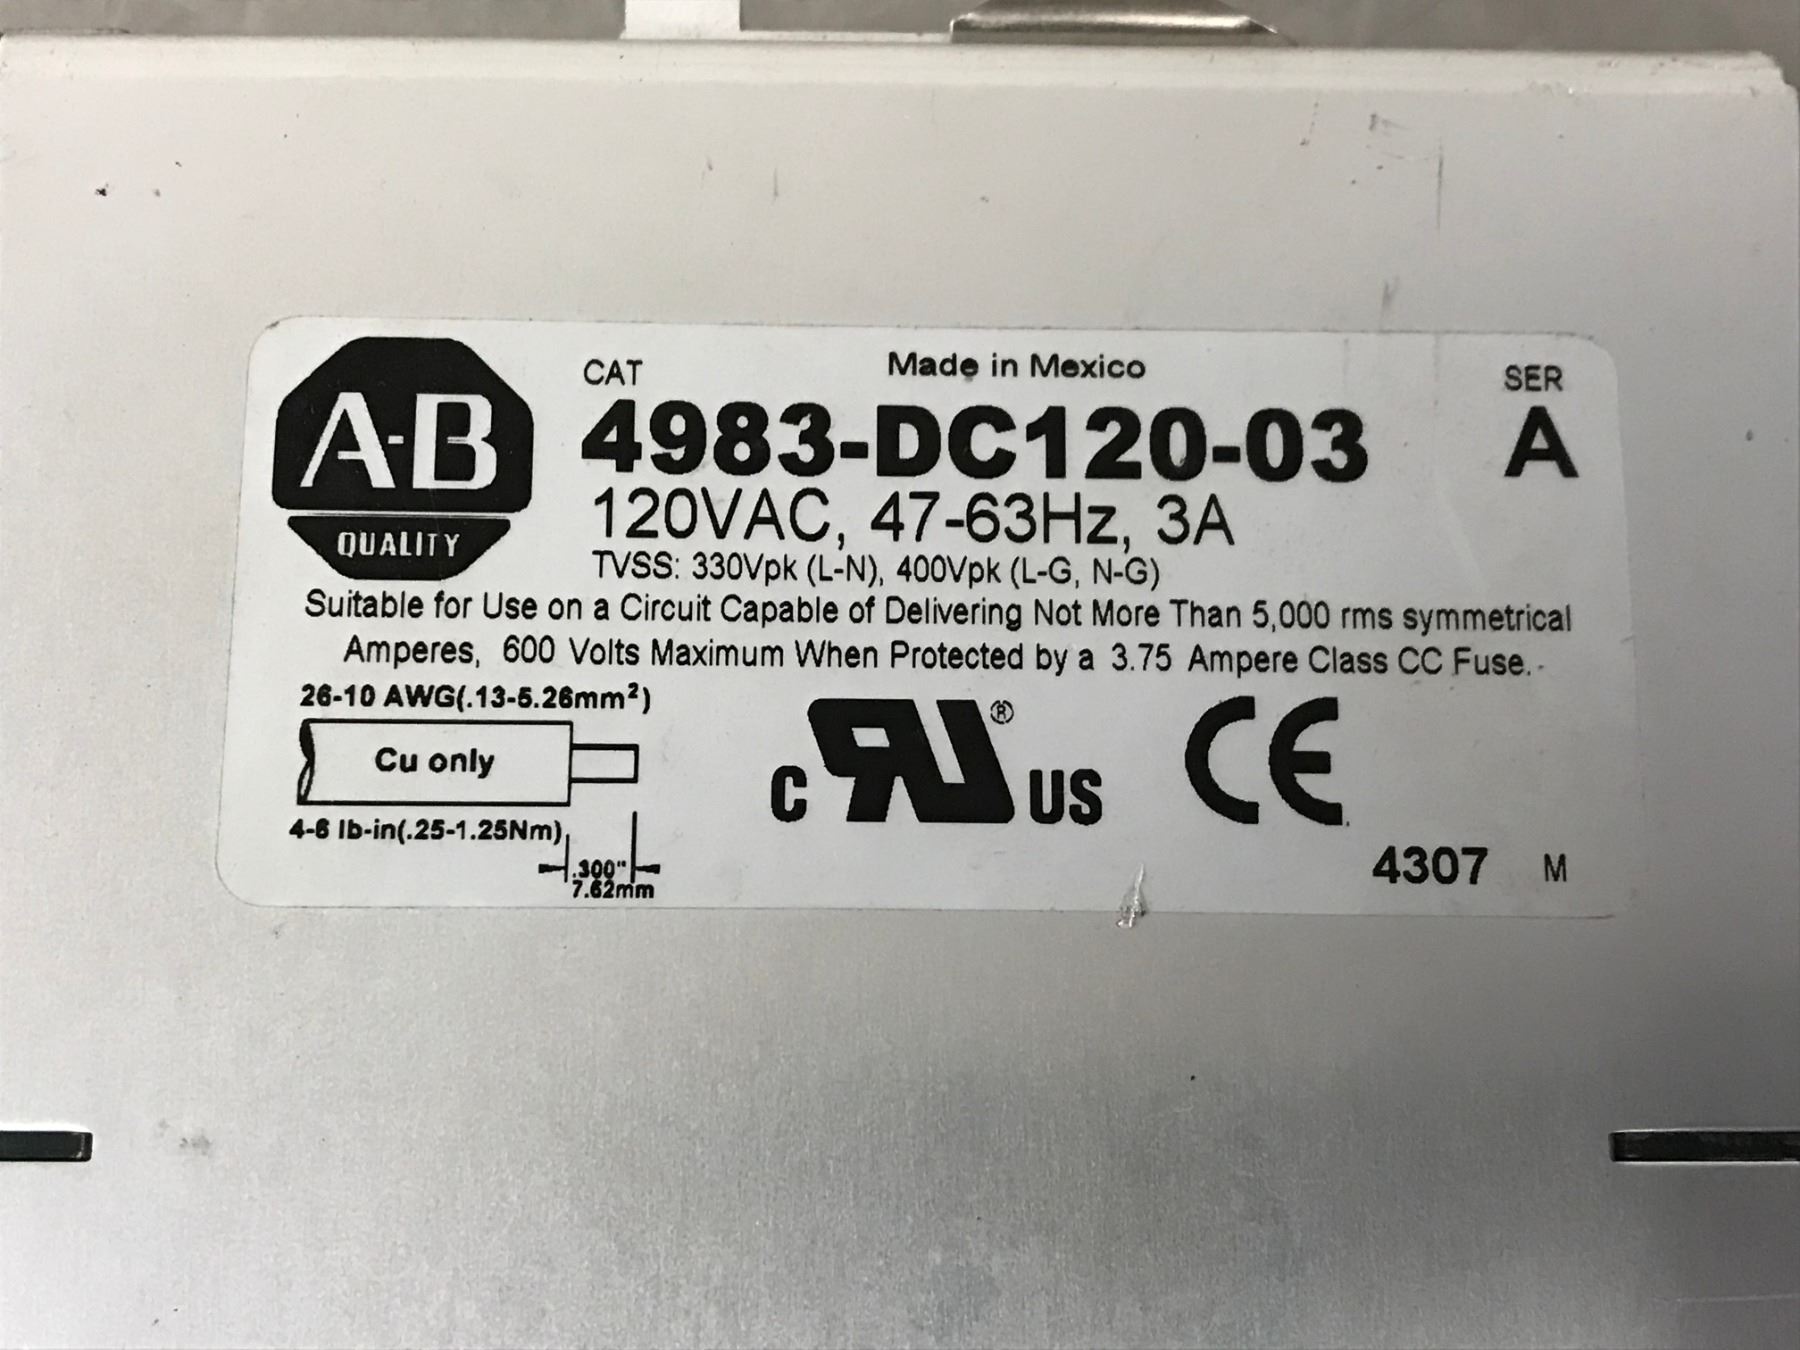 A-B
QUALITY
CAT
Made in Mexico
SER
4983-DC120-03
A
120VAC, 47-63Hz, 3A
TVSS: 330Vpk (L-N), 400Vpk (L-G, N-G)
Suitable for Use on a Circuit Capable of Delivering Not More Than 5,000 rms symmetrical
Amperes, 600 Volts Maximum When Protected by a 3.75 Ampere Class CC Fuse.
26-10 AWG(.13-5.26mm²)
Cu only
4-6 lb-in(.25-1.25Nm)
.300"
7.62mm
c RU® US
CE
4307 M